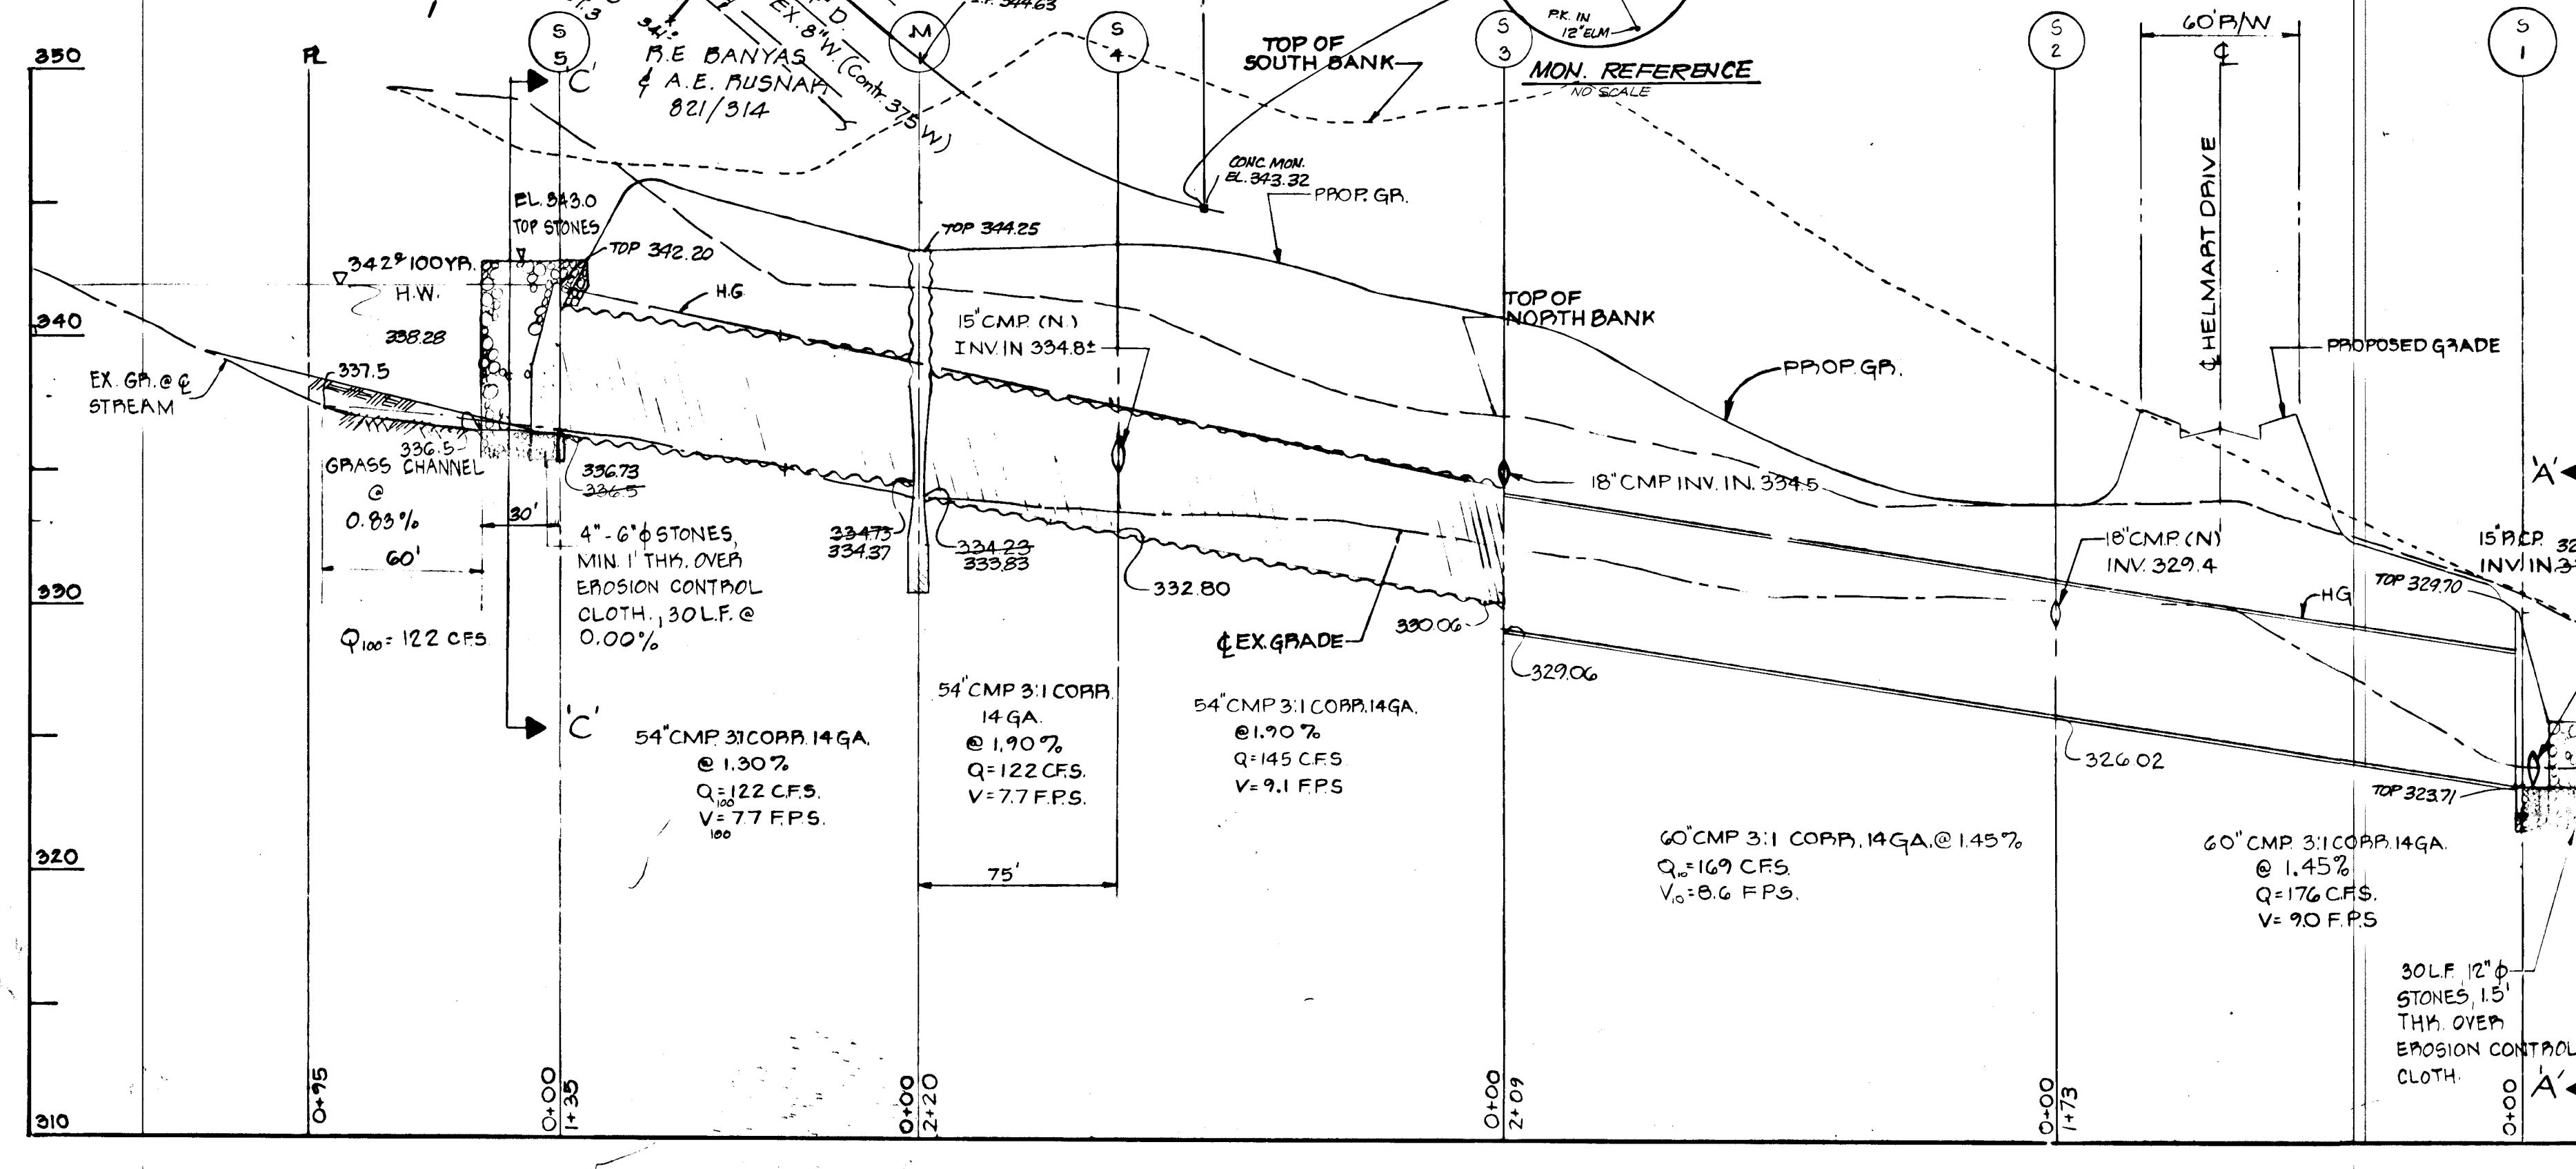 350
340
330
320
310
PL
S
5
M
S
4
S
3
S
2
S
1
'C'
R.E. BANYAS
& A.E. RUSNAK
821/314
EX. 8" W. (Contr. 375 W)
344.63
TOP OF
SOUTH BANK
P.K. IN
12" ELM
MON. REFERENCE
NO SCALE
60' R/W
℄
℄ HELMART DRIVE
CONC. MON.
EL. 343.32
PROP. GR.
EL. 343.0
TOP STONES
TOP 342.20
TOP 344.25
342.2 100 YR.
H.W.
338.28
H.G.
15" C.M.P. (N.)
INV. IN 334.8±
TOP OF
NORTH BANK
PROP. GR.
PROPOSED GRADE
EX. GR. @ ℄
STREAM
337.5
336.5
GRASS CHANNEL
@
0.83%
60'
30'
336.73
336.5
4"-6" ϕ STONES,
MIN. 1' THK. OVER
EROSION CONTROL
CLOTH., 30 L.F. @
0.00%
Q100 = 122 C.F.S.
334.73
334.37
334.23
333.83
332.80
18" CMP INV. IN. 334.5
℄ EX. GRADE
330.06
329.06
18" C.M.P. (N)
INV. 329.4
15" R.C.P.
INV. IN
TOP 329.70
HG
'A'
326.02
TOP 323.71
'C'
54" CMP 3:1 CORR. 14 GA.
@ 1.30%
Q100 = 122 C.F.S.
V100 = 7.7 F.P.S.
54" CMP 3:1 CORR.
14 GA.
@ 1.90%
Q = 122 C.F.S.
V = 7.7 F.P.S.
54" CMP 3:1 CORR. 14 GA.
@ 1.90%
Q = 145 C.F.S.
V = 9.1 F.P.S
75'
60" CMP 3:1 CORR. 14 GA. @ 1.45%
Q10 = 169 C.F.S.
V10 = 8.6 F.P.S.
60" CMP. 3:1 CORR. 14 GA.
@ 1.45%
Q = 176 C.F.S.
V = 9.0 F.P.S
30 L.F. 12" ϕ
STONES, 1.5'
THK. OVER
EROSION CONTROL
CLOTH.
'A'
0+95
0+00
1+35
0+00
2+20
0+00
2+09
0+00
1+73
0+00